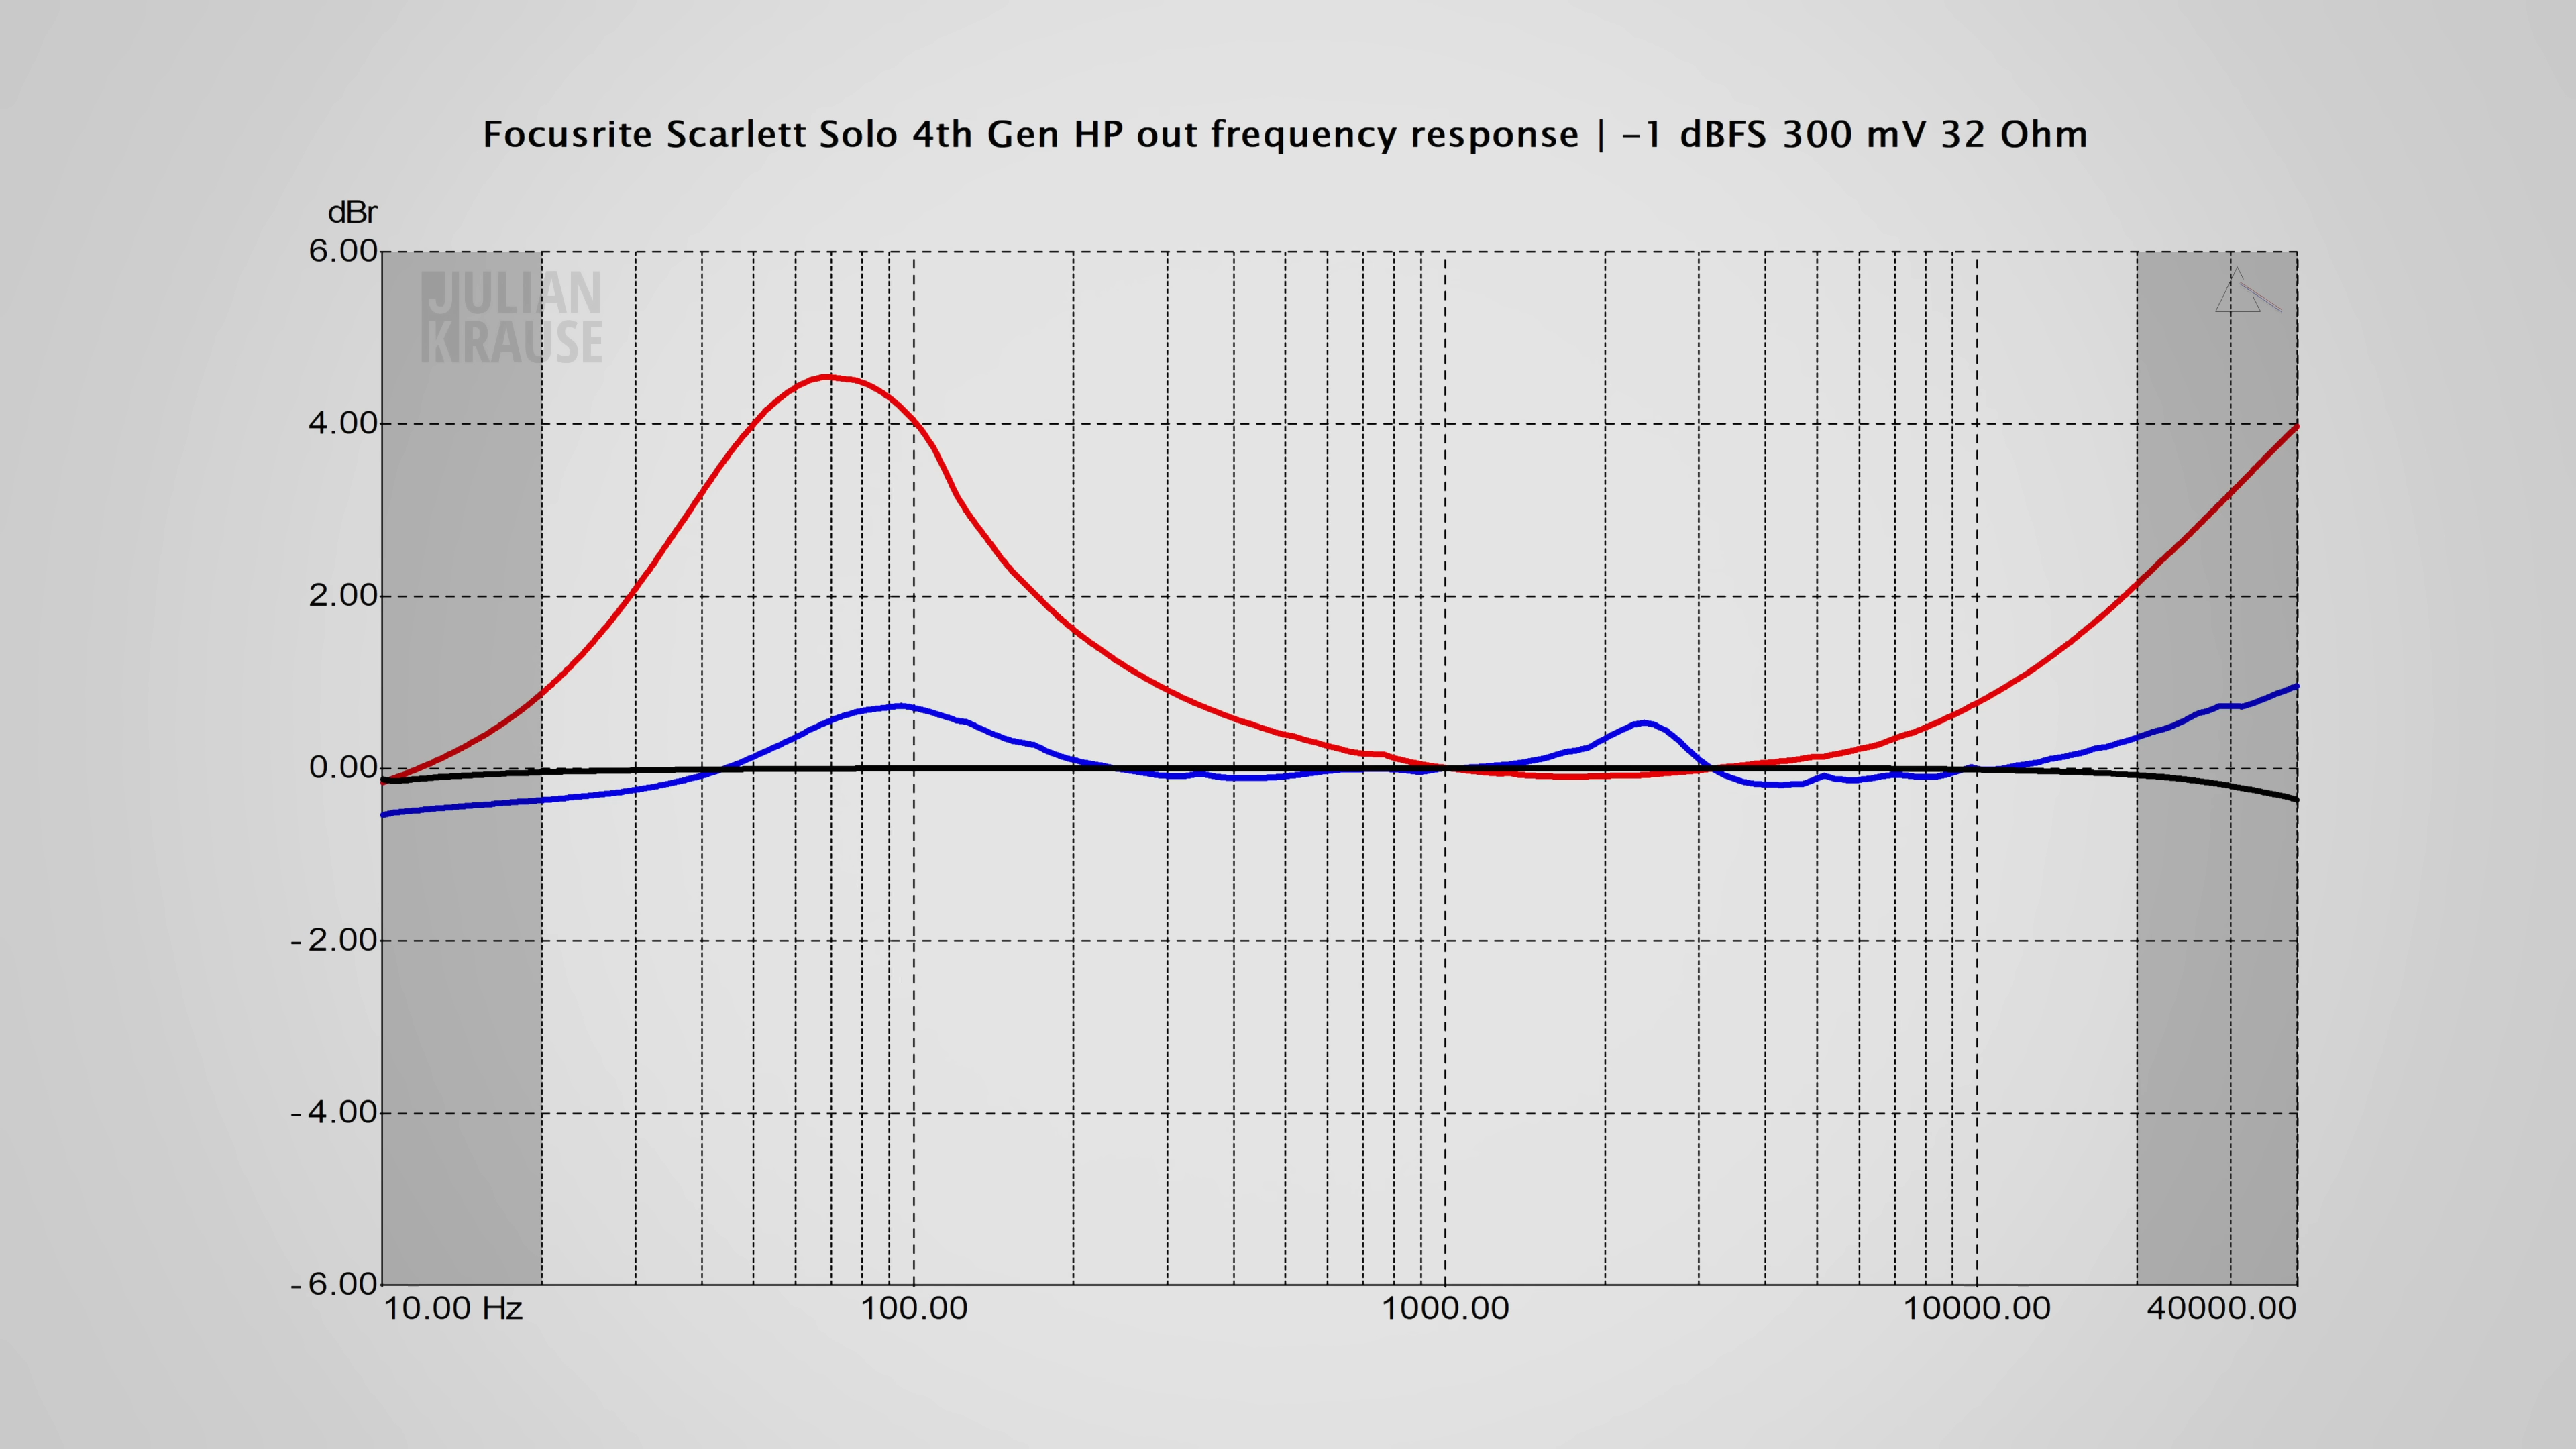 Focusrite Scarlett Solo 4th Gen HP out frequency response | -1 dBFS 300 mV 32 Ohm
dBr
6.00
JULIAN
KRAUSE
4.00
2.00
0.00
-2.00
-4.00
-6.00
10.00 Hz 100.00 1000.00 10000.00 40000.00